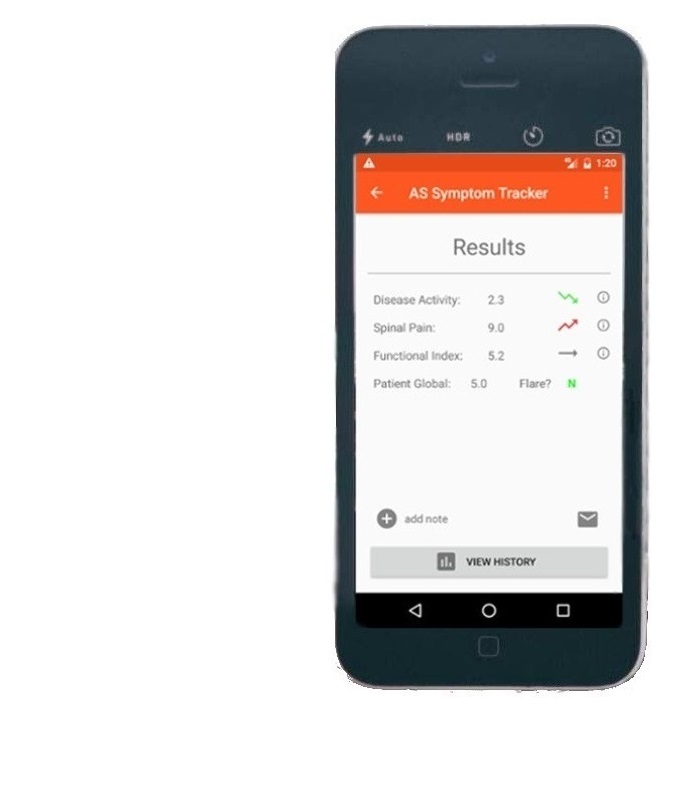 Auto HDR
1:20
AS Symptom Tracker
Results
Disease Activity: 2.3
Spinal Pain: 9.0
Functional Index: 5.2
Patient Global: 5.0 Flare? N
add note
VIEW HISTORY